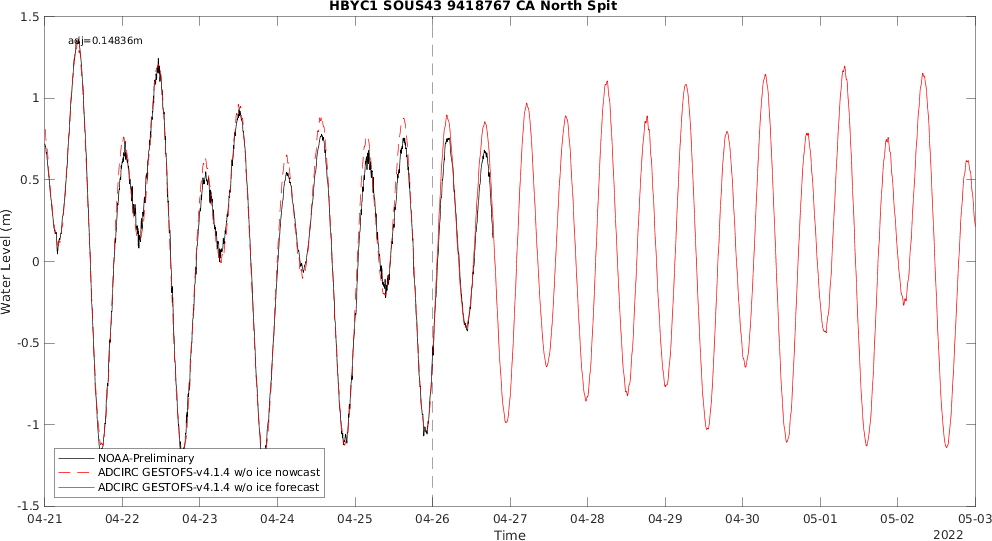 HBYC1 SOUS43 9418767 CA North Spit
adj=0.14836m
1.5
1
0.5
0
-0.5
-1
-1.5
Water Level (m)
NOAA-Preliminary
ADCIRC GESTOFS-v4.1.4 w/o ice nowcast
ADCIRC GESTOFS-v4.1.4 w/o ice forecast
04-21 04-22 04-23 04-24 04-25 04-26 04-27 04-28 04-29 04-30 05-01 05-02 05-03
Time
2022